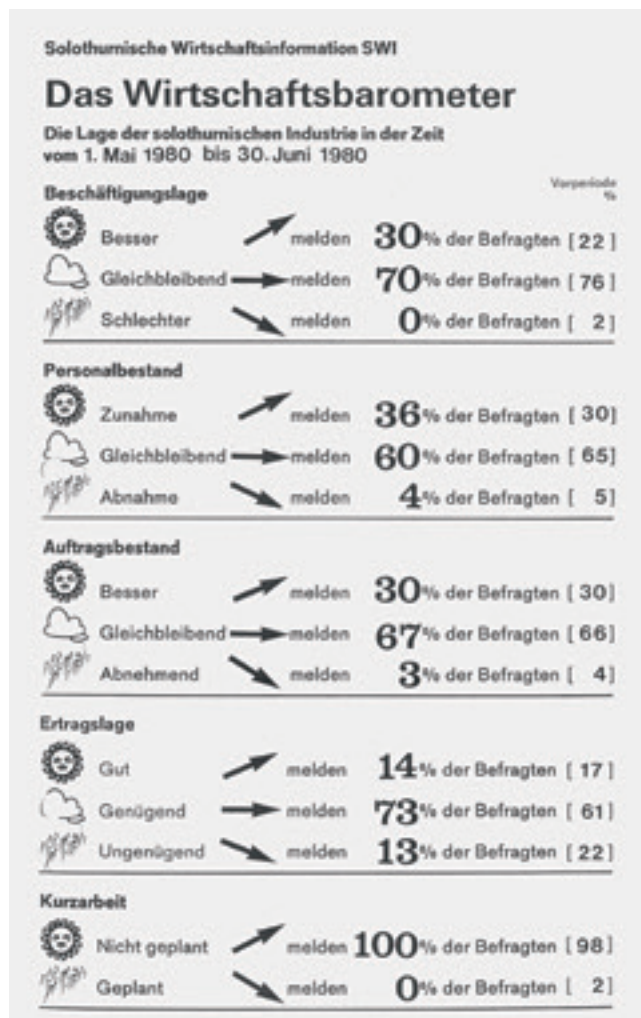 Solothurnische Wirtschaftsinformation SWI
Das Wirtschaftsbarometer
Die Lage der solothurnischen Industrie in der Zeit
vom 1. Mai 1980 bis 30. Juni 1980
Vorperiode
%
Beschäftigungslage
Besser melden 30% der Befragten [ 22 ]
Gleichbleibend melden 70% der Befragten [ 76 ]
Schlechter melden 0% der Befragten [ 2 ]
Personalbestand
Zunahme melden 36% der Befragten [ 30]
Gleichbleibend melden 60% der Befragten [ 65]
Abnahme melden 4% der Befragten [ 5]
Auftragsbestand
Besser melden 30% der Befragten [ 30]
Gleichbleibend melden 67% der Befragten [ 66]
Abnehmend melden 3% der Befragten [ 4]
Ertragslage
Gut melden 14% der Befragten [ 17 ]
Genügend melden 73% der Befragten [ 61 ]
Ungenügend melden 13% der Befragten [ 22 ]
Kurzarbeit
Nicht geplant melden 100% der Befragten [ 98 ]
Geplant melden 0% der Befragten [ 2 ]